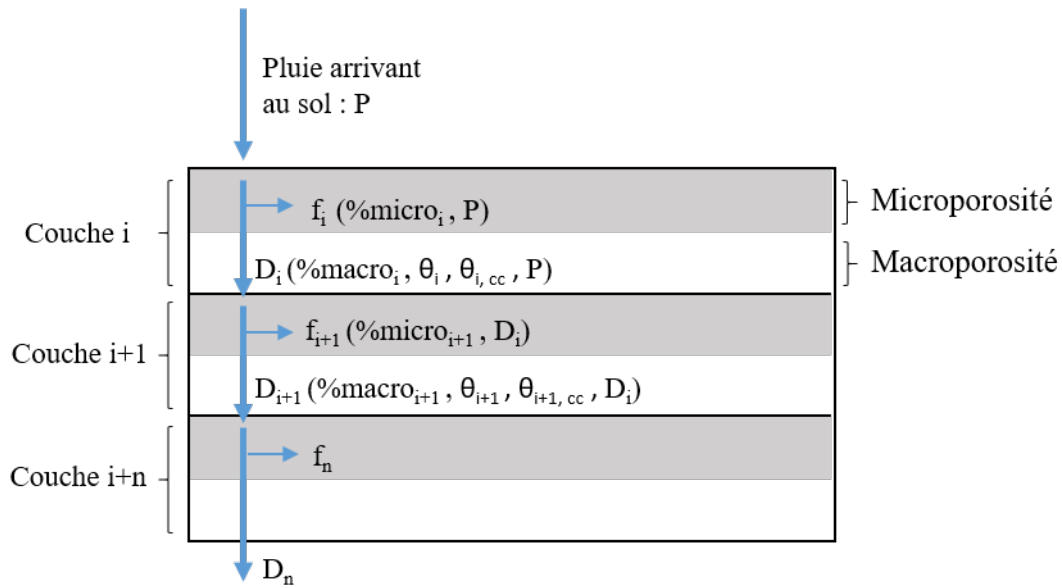 Pluie arrivant
au sol : P
Couche i
fᵢ (%microᵢ , P)
Microporosité
Dᵢ (%macroᵢ , θᵢ , θᵢ, cc , P)
Macroporosité
Couche i+1
fᵢ₊₁ (%microᵢ₊₁ , Dᵢ)
Dᵢ₊₁ (%macroᵢ₊₁ , θᵢ₊₁ , θᵢ₊₁, cc , Dᵢ)
Couche i+n
fₙ
Dₙ